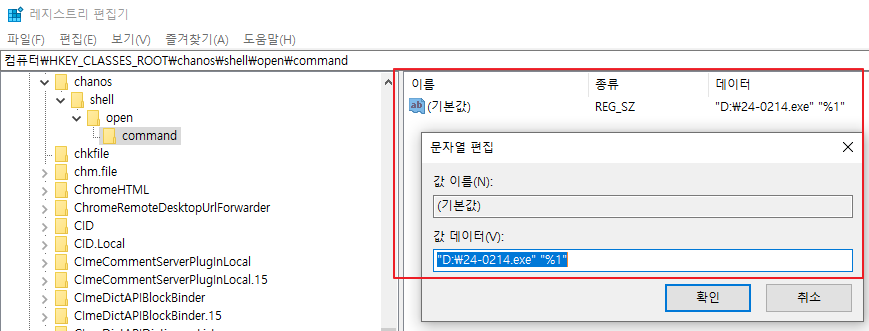 레지스트리 편집기
파일(F) 편집(E) 보기(V) 즐겨찾기(A) 도움말(H)
컴퓨터₩HKEY_CLASSES_ROOT₩chanos₩shell₩open₩command
chanos
shell
open
command
chkfile
chm.file
ChromeHTML
ChromeRemoteDesktopUrlForwarder
CID
CID.Local
CImeCommentServerPlugInLocal
CImeCommentServerPlugInLocal.15
CImeDictAPIBlockBinder
CImeDictAPIBlockBinder.15
이름 종류 데이터
ab (기본값) REG_SZ "D:₩24-0214.exe" "%1"
문자열 편집
값 이름(N):
(기본값)
값 데이터(V):
"D:₩24-0214.exe" "%1"
확인 취소